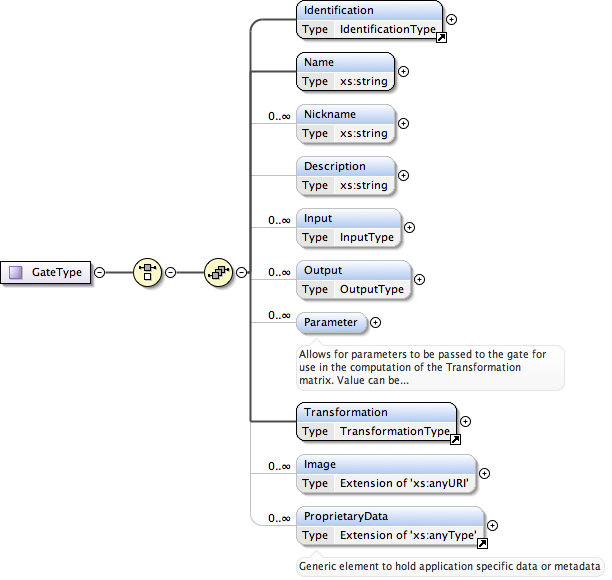 Identification
Type IdentificationType
Name
Type xs:string
0..∞
Nickname
Type xs:string
Description
Type xs:string
0..∞
Input
Type InputType
GateType
0..∞
Output
Type OutputType
0..∞
Parameter
Allows for parameters to be passed to the gate for
use in the computation of the Transformation
matrix. Value can be...
Transformation
Type TransformationType
0..∞
Image
Type Extension of 'xs:anyURI'
0..∞
ProprietaryData
Type Extension of 'xs:anyType'
Generic element to hold application specific data or metadata